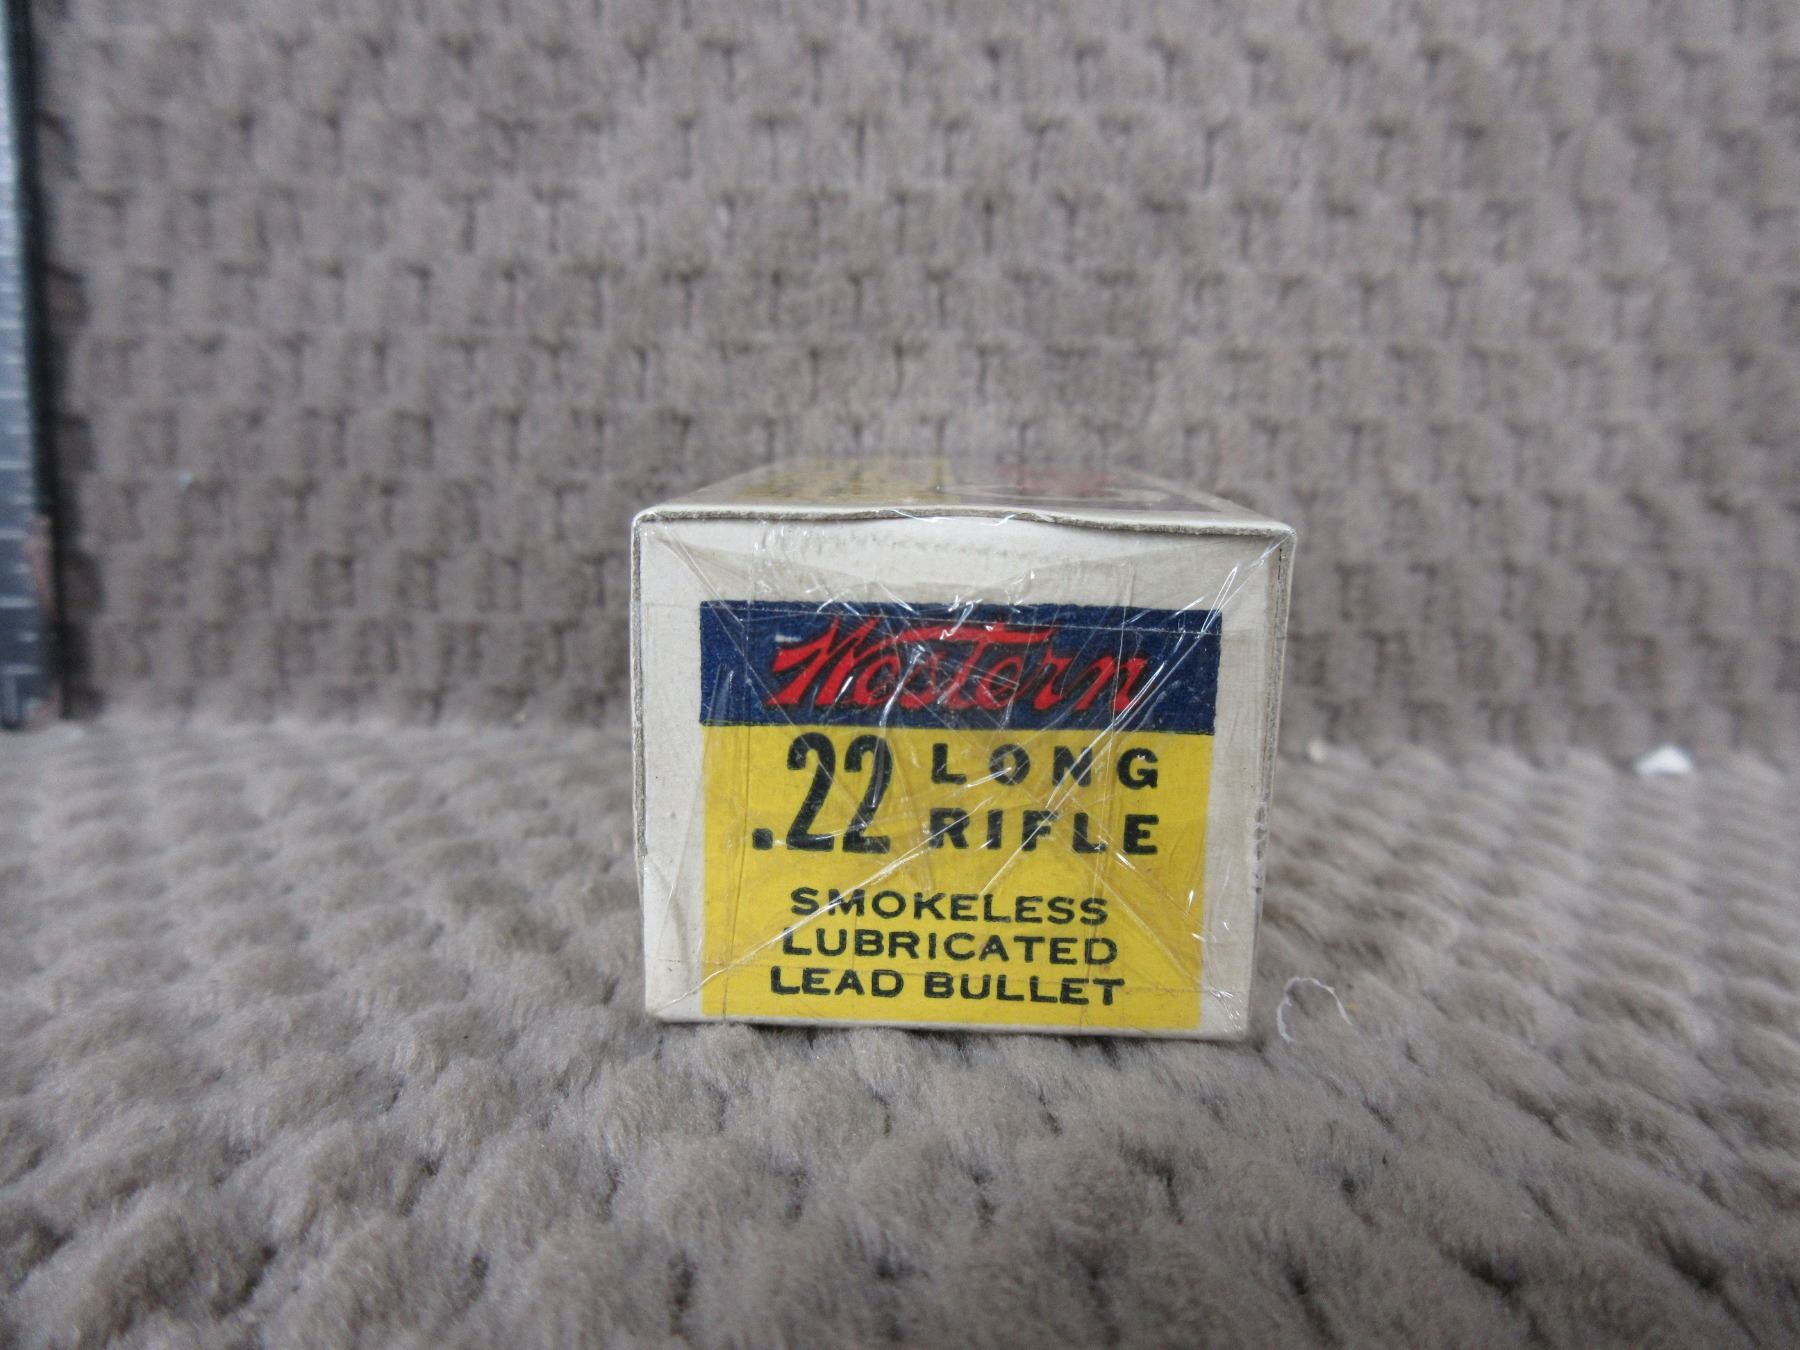 Western
.22 LONG
RIFLE
SMOKELESS
LUBRICATED
LEAD BULLET